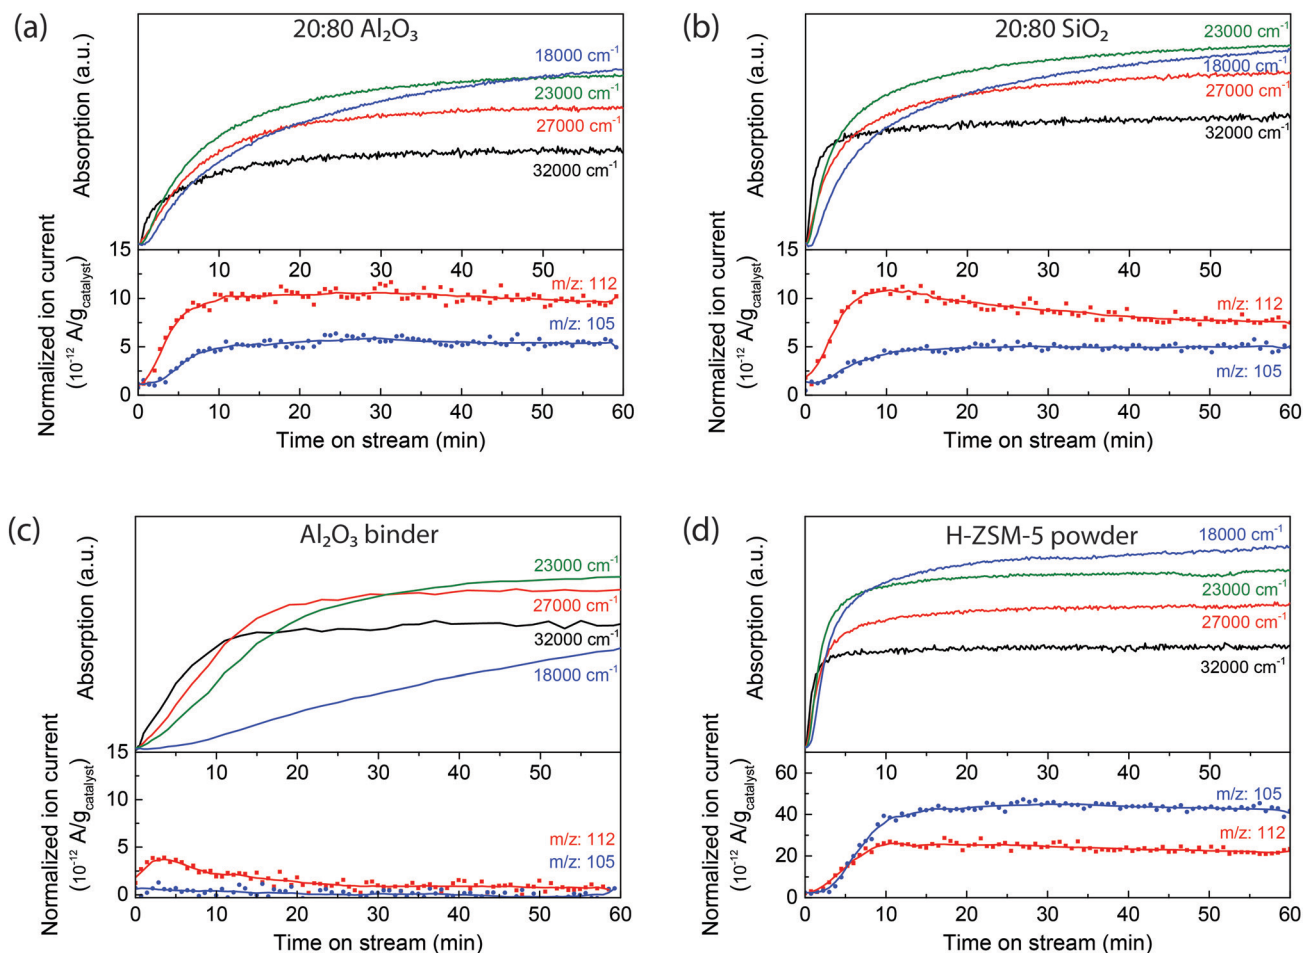 (a)
20:80 Al₂O₃
Absorption (a.u.)
18000 cm⁻¹
23000 cm⁻¹
27000 cm⁻¹
32000 cm⁻¹
Normalized ion current
(10⁻¹² A/g_catalyst)
15
10
5
0
10 20 30 40 50
m/z: 112
m/z: 105
0 10 20 30 40 50 60
Time on stream (min)
(b)
20:80 SiO₂
Absorption (a.u.)
23000 cm⁻¹
18000 cm⁻¹
27000 cm⁻¹
32000 cm⁻¹
Normalized ion current
(10⁻¹² A/g_catalyst)
15
10
5
0
10 20 30 40 50
m/z: 112
m/z: 105
0 10 20 30 40 50 60
Time on stream (min)
(c)
Al₂O₃ binder
Absorption (a.u.)
23000 cm⁻¹
27000 cm⁻¹
32000 cm⁻¹
18000 cm⁻¹
Normalized ion current
(10⁻¹² A/g_catalyst)
15
10
5
0
10 20 30 40 50
m/z: 112
m/z: 105
0 10 20 30 40 50 60
Time on stream (min)
(d)
H-ZSM-5 powder
Absorption (a.u.)
18000 cm⁻¹
23000 cm⁻¹
27000 cm⁻¹
32000 cm⁻¹
Normalized ion current
(10⁻¹² A/g_catalyst)
60
40
20
0
10 20 30 40 50
m/z: 105
m/z: 112
0 10 20 30 40 50 60
Time on stream (min)